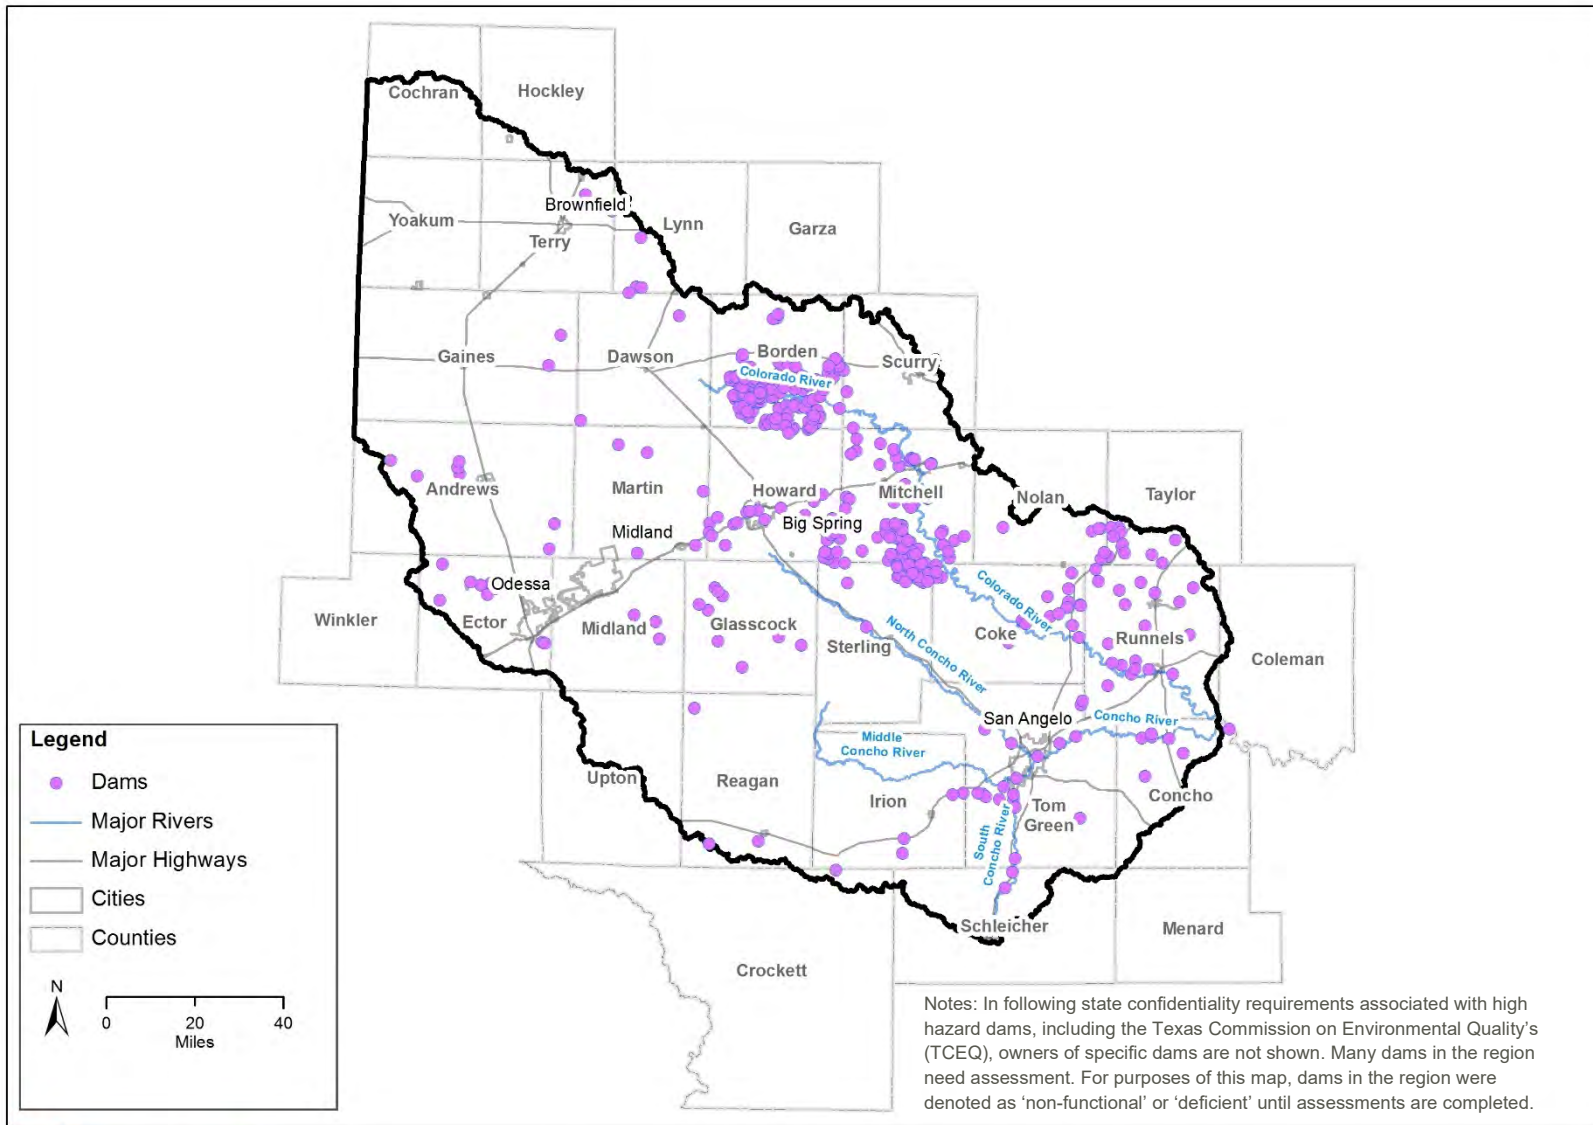 Cochran
Hockley
Brownfield
Yoakum
Lynn
Garza
Terry
Gaines
Dawson
Borden
Scurry
Colorado River
Andrews
Martin
Howard
Mitchell
Nolan
Taylor
Big Spring
Midland
Odessa
Winkler
Ector
Midland
Glasscock
Sterling
North Concho River
Coke
Colorado River
Runnels
Coleman
San Angelo
Concho River
Middle
Concho River
Upton
Reagan
Irion
Tom
Green
Concho
South
Concho River
Schleicher
Menard
Crockett
Legend
Dams
Major Rivers
Major Highways
Cities
Counties
N
0 20 40
Miles
Notes: In following state confidentiality requirements associated with high
hazard dams, including the Texas Commission on Environmental Quality’s
(TCEQ), owners of specific dams are not shown. Many dams in the region
need assessment. For purposes of this map, dams in the region were
denoted as ‘non-functional’ or ‘deficient’ until assessments are completed.